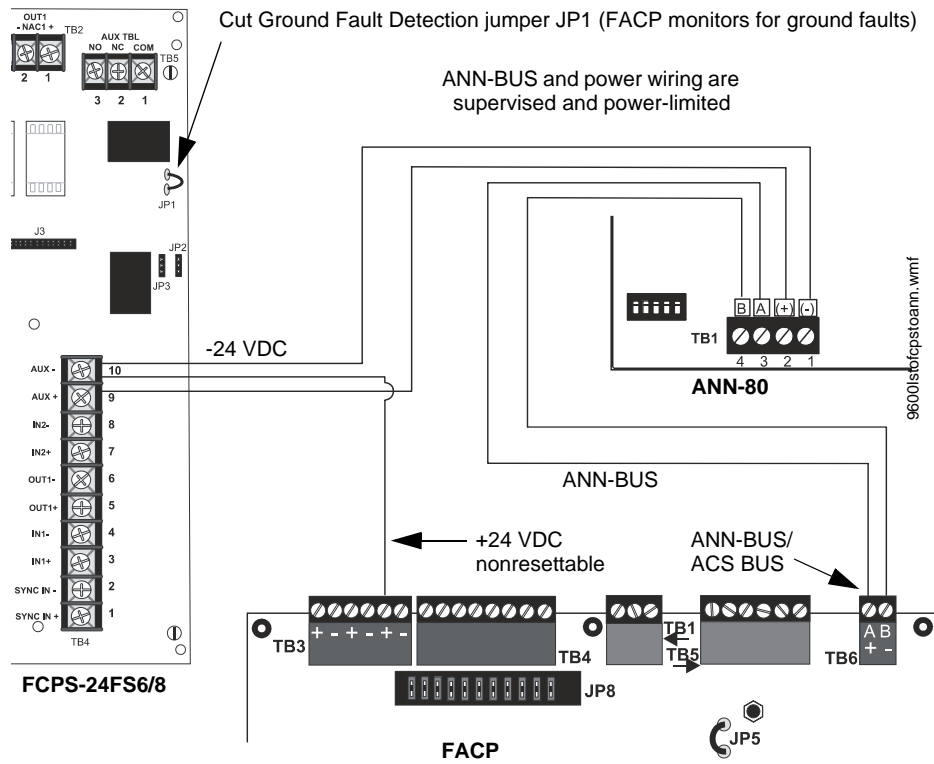 Cut Ground Fault Detection jumper JP1 (FACP monitors for ground faults)
OUT1
- NAC1 +
TB2
2 1
AUX TBL
NO NC COM
TB5
3 2 1
ANN-BUS and power wiring are
supervised and power-limited
JP1
J3
JP2
JP3
B A (+) (-)
TB1
4 3 2 1
ANN-80
9600lstofcpstoann.wmf
-24 VDC
AUX - 10
AUX + 9
IN2- 8
IN2+ 7
OUT1- 6
OUT1+ 5
IN1- 4
IN1+ 3
SYNC IN - 2
SYNC IN + 1
TB4
FCPS-24FS6/8
ANN-BUS
+24 VDC
nonresettable
ANN-BUS/
ACS BUS
TB3
+ - + - + -
TB4
TB1
TB5
TB6
A B
+ -
JP8
JP5
FACP